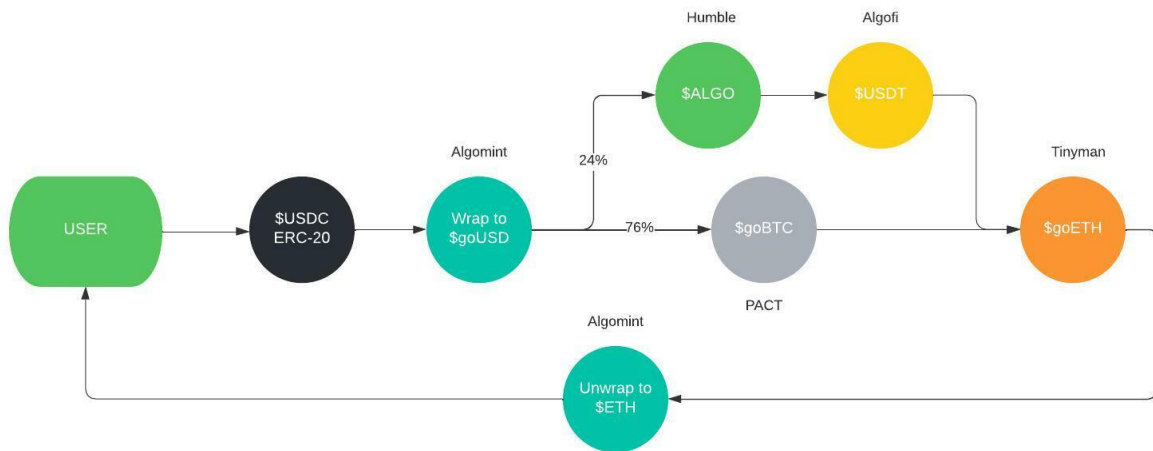 Humble
Algofi
$ALGO
$USDT
24%
Algomint
Tinyman
USER
$USDC
ERC-20
Wrap to
$goUSD
76%
$goBTC
$goETH
PACT
Algomint
Unwrap to
$ETH